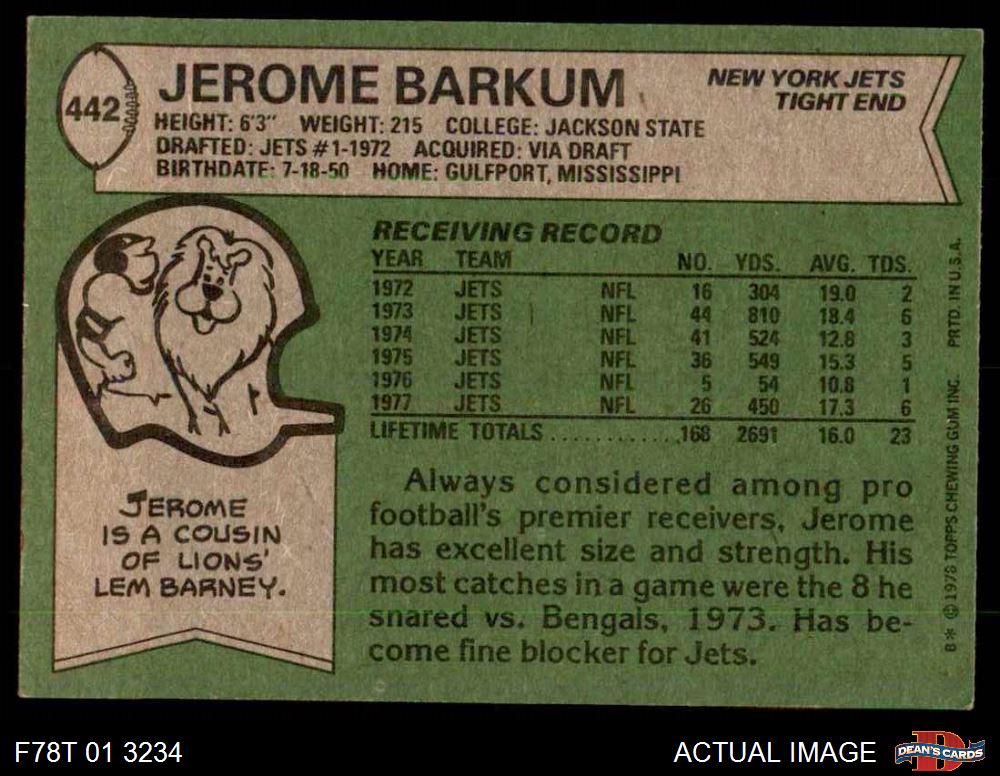 442
JEROME BARKUM
NEW YORK JETS
TIGHT END
HEIGHT: 6'3" WEIGHT: 215 COLLEGE: JACKSON STATE
DRAFTED: JETS #1-1972 ACQUIRED: VIA DRAFT
BIRTHDATE: 7-18-50 HOME: GULFPORT, MISSISSIPPI
RECEIVING RECORD
YEAR TEAM NO. YDS. AVG. TDS.
1972 JETS NFL 16 304 19.0 2
1973 JETS NFL 44 810 18.4 6
1974 JETS NFL 41 524 12.8 3
1975 JETS NFL 36 549 15.3 5
1976 JETS NFL 5 54 10.8 1
1977 JETS NFL 26 450 17.3 6
LIFETIME TOTALS ............168 2691 16.0 23
JEROME
IS A COUSIN
OF LIONS'
LEM BARNEY.
Always considered among pro
football's premier receivers, Jerome
has excellent size and strength. His
most catches in a game were the 8 he
snared vs. Bengals, 1973. Has be-
come fine blocker for Jets.
8* © 1978 TOPPS CHEWING GUM INC. PRTD. IN U.S.A.
F78T 01 3234
ACTUAL IMAGE
DEAN'S CARDS